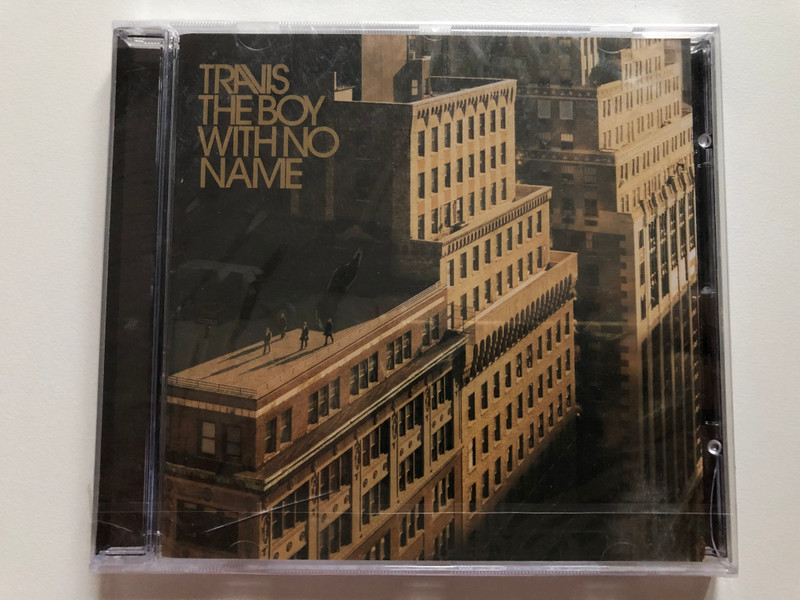 TRAVIS
THE BOY
WITH NO
NAME